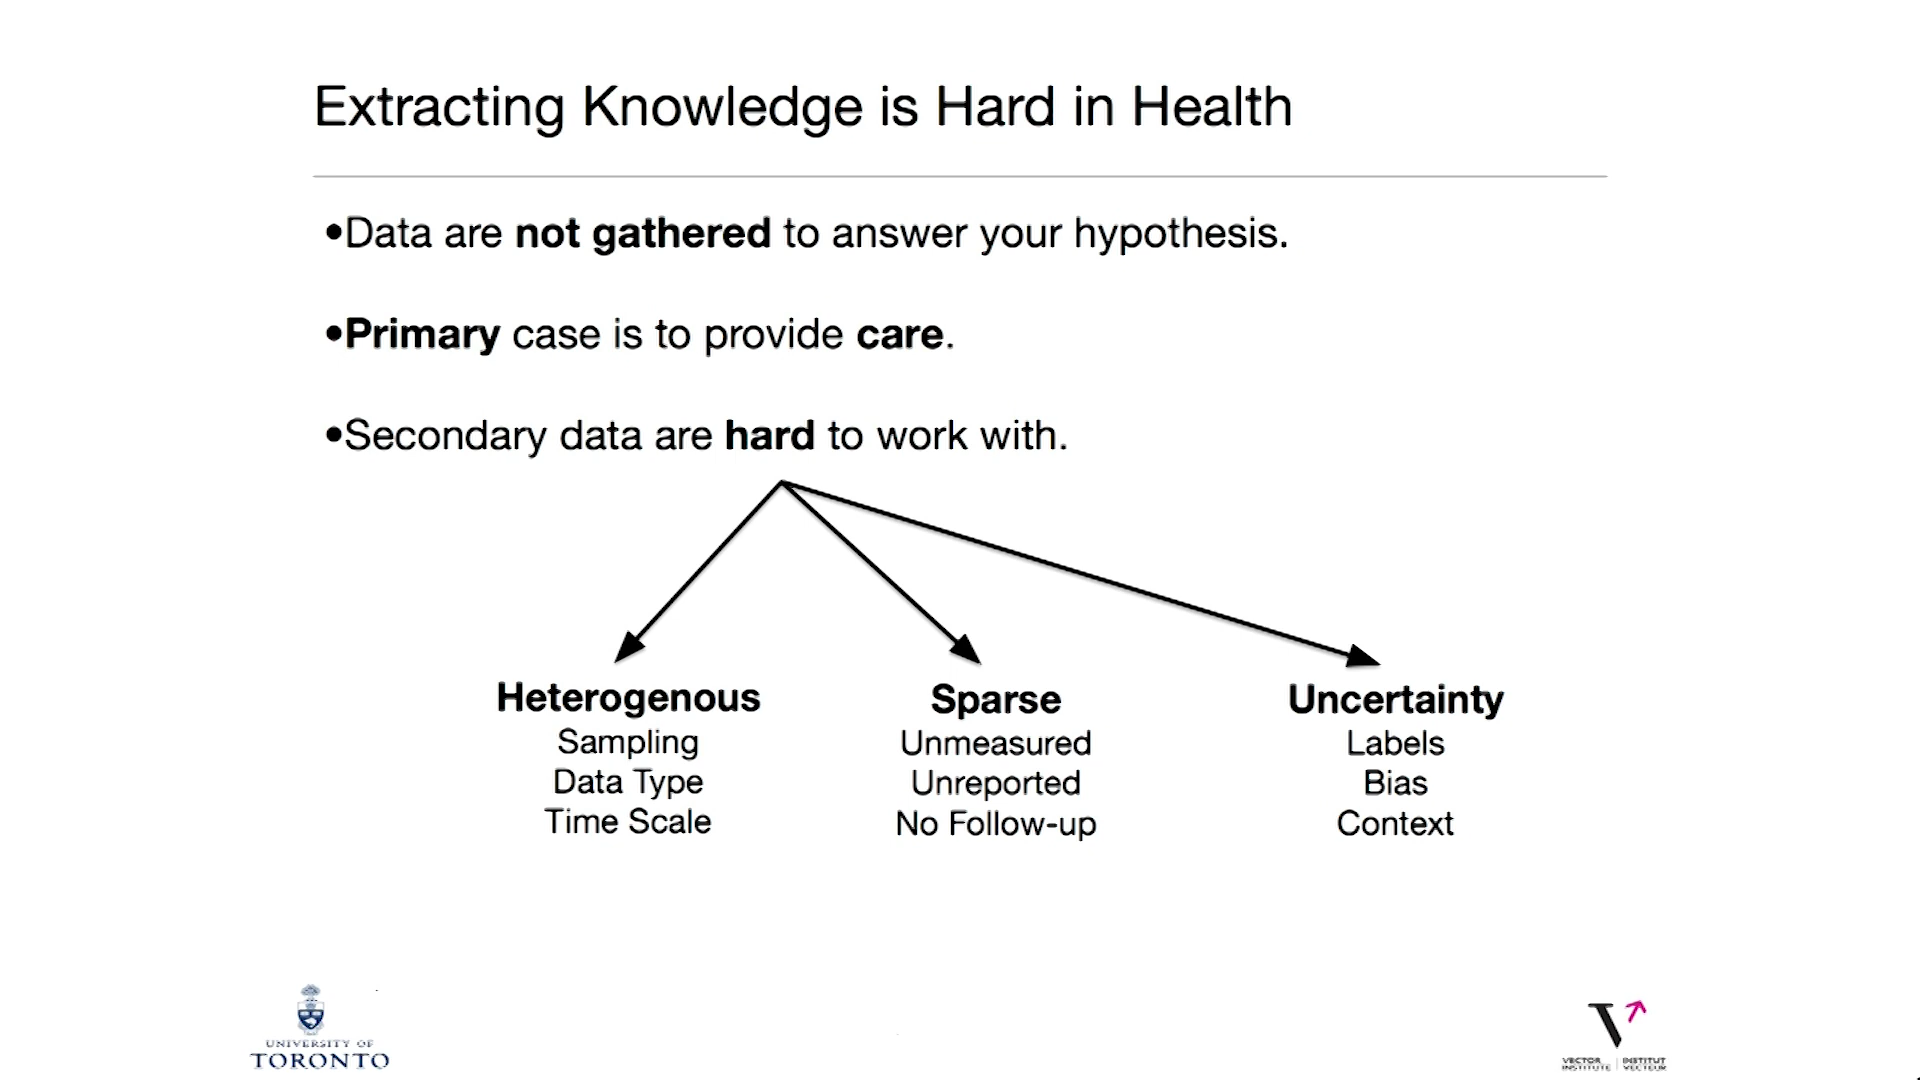 Extracting Knowledge is Hard in Health
•Data are not gathered to answer your hypothesis.
•Primary case is to provide care.
•Secondary data are hard to work with.
Heterogenous
Sampling
Data Type
Time Scale
Sparse
Unmeasured
Unreported
No Follow-up
Uncertainty
Labels
Bias
Context
UNIVERSITY OF
TORONTO
VECTOR INSTITUTE | INSTITUT VECTEUR